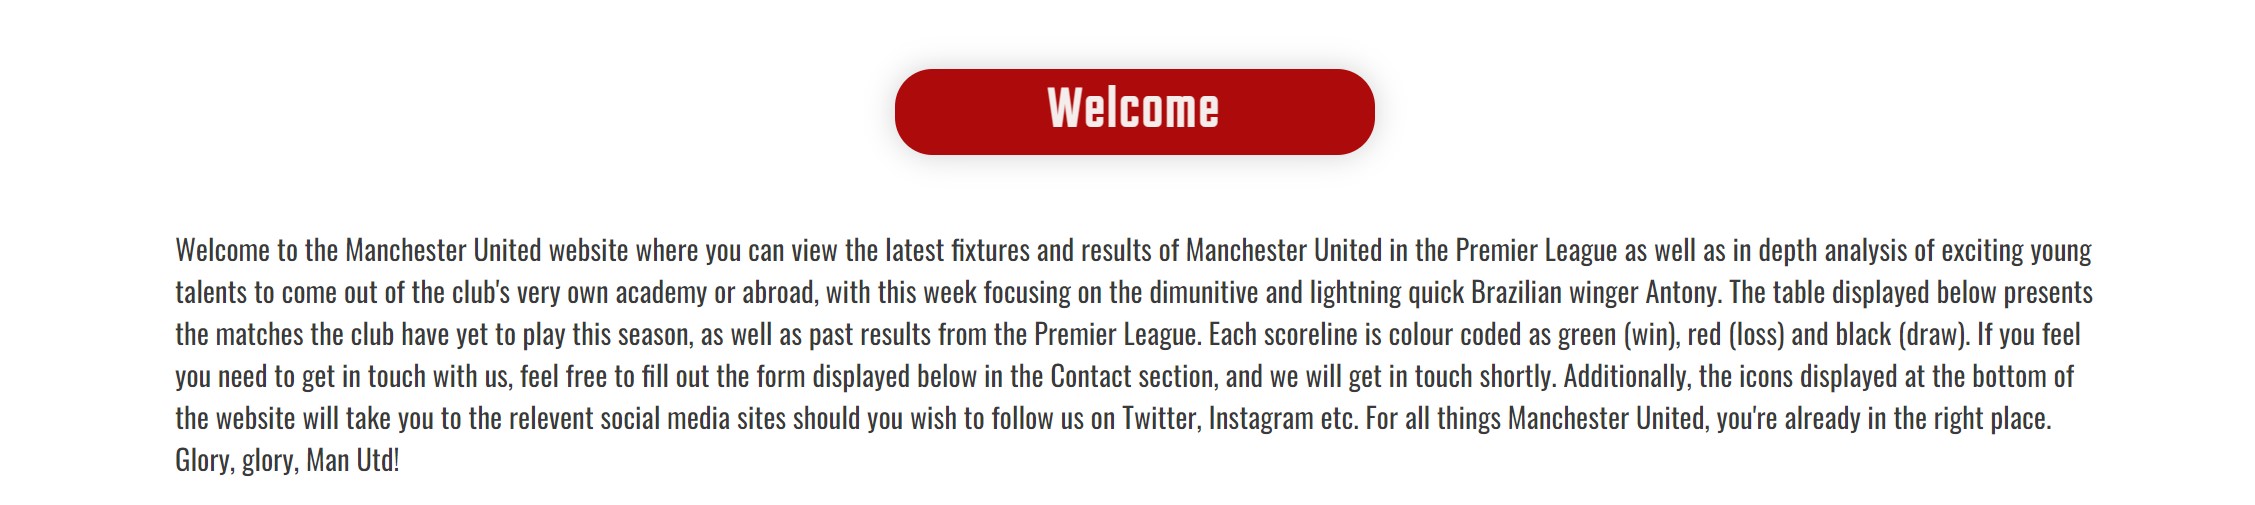 Welcome
Welcome to the Manchester United website where you can view the latest fixtures and results of Manchester United in the Premier League as well as in depth analysis of exciting young
talents to come out of the club's very own academy or abroad, with this week focusing on the dimunitive and lightning quick Brazilian winger Antony. The table displayed below presents
the matches the club have yet to play this season, as well as past results from the Premier League. Each scoreline is colour coded as green (win), red (loss) and black (draw). If you feel
you need to get in touch with us, feel free to fill out the form displayed below in the Contact section, and we will get in touch shortly. Additionally, the icons displayed at the bottom of
the website will take you to the relevent social media sites should you wish to follow us on Twitter, Instagram etc. For all things Manchester United, you're already in the right place.
Glory, glory, Man Utd!